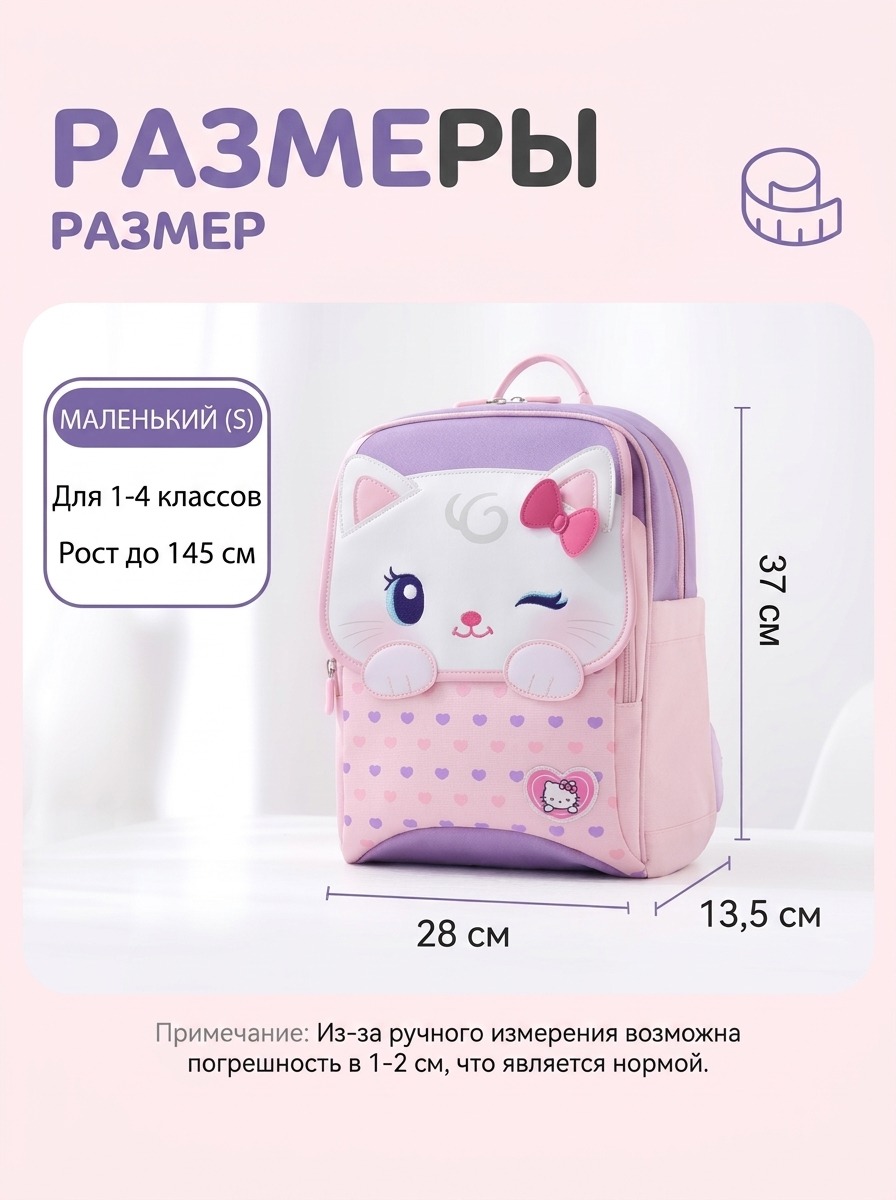 РАЗМЕРЫ
РАЗМЕР
МАЛЕНЬКИЙ (S)
Для 1-4 классов
Рост до 145 см
37 см
13,5 см
28 см
Примечание: Из-за ручного измерения возможна
погрешность в 1-2 см, что является нормой.